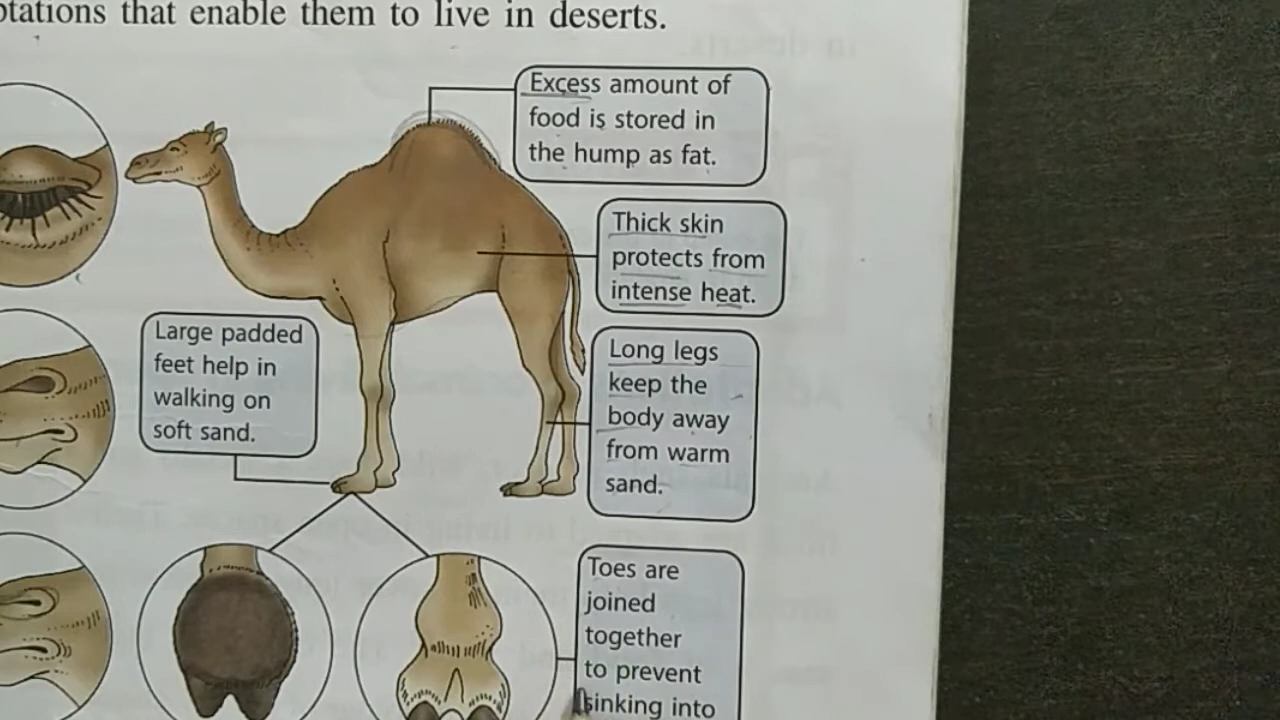 that enable them to live in deserts.
Excess amount of
food is stored in
the hump as fat.
Thick skin
protects from
intense heat.
Large padded
feet help in
walking on
soft sand.
Long legs
keep the
body away
from warm
sand.
Toes are
joined
together
to prevent
sinking into